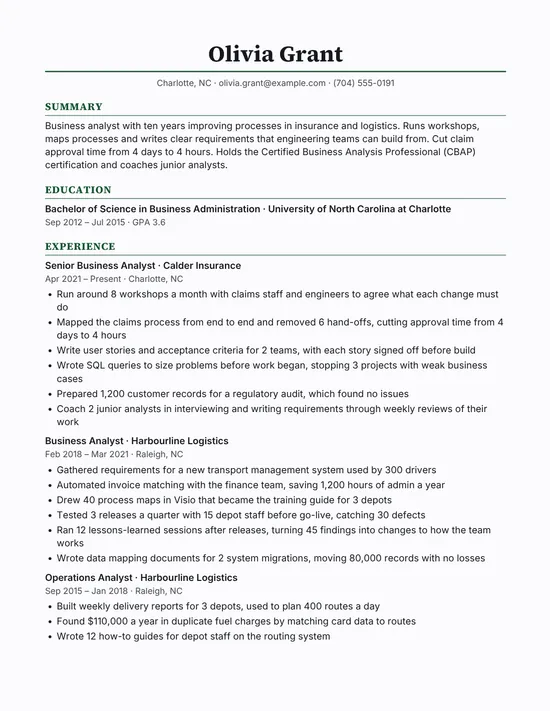 Olivia Grant
Charlotte, NC · olivia.grant@example.com · (704) 555-0191
SUMMARY
Business analyst with ten years improving processes in insurance and logistics. Runs workshops,
maps processes and writes clear requirements that engineering teams can build from. Cut claim
approval time from 4 days to 4 hours. Holds the Certified Business Analysis Professional (CBAP)
certification and coaches junior analysts.
EDUCATION
Bachelor of Science in Business Administration · University of North Carolina at Charlotte
Sep 2012 – Jul 2015 · GPA 3.6
EXPERIENCE
Senior Business Analyst · Calder Insurance
Apr 2021 – Present · Charlotte, NC
• Run around 8 workshops a month with claims staff and engineers to agree what each change must
do
• Mapped the claims process from end to end and removed 6 hand-offs, cutting approval time from 4
days to 4 hours
• Write user stories and acceptance criteria for 2 teams, with each story signed off before build
• Wrote SQL queries to size problems before work began, stopping 3 projects with weak business
cases
• Prepared 1,200 customer records for a regulatory audit, which found no issues
• Coach 2 junior analysts in interviewing and writing requirements through weekly reviews of their
work
Business Analyst · Harbourline Logistics
Feb 2018 – Mar 2021 · Raleigh, NC
• Gathered requirements for a new transport management system used by 300 drivers
• Automated invoice matching with the finance team, saving 1,200 hours of admin a year
• Drew 40 process maps in Visio that became the training guide for 3 depots
• Tested 3 releases a quarter with 15 depot staff before go-live, catching 30 defects
• Ran 12 lessons-learned sessions after releases, turning 45 findings into changes to how the team
works
• Wrote data mapping documents for 2 system migrations, moving 80,000 records with no losses
Operations Analyst · Harbourline Logistics
Sep 2015 – Jan 2018 · Raleigh, NC
• Built weekly delivery reports for 3 depots, used to plan 400 routes a day
• Found $110,000 a year in duplicate fuel charges by matching card data to routes
• Wrote 12 how-to guides for depot staff on the routing system